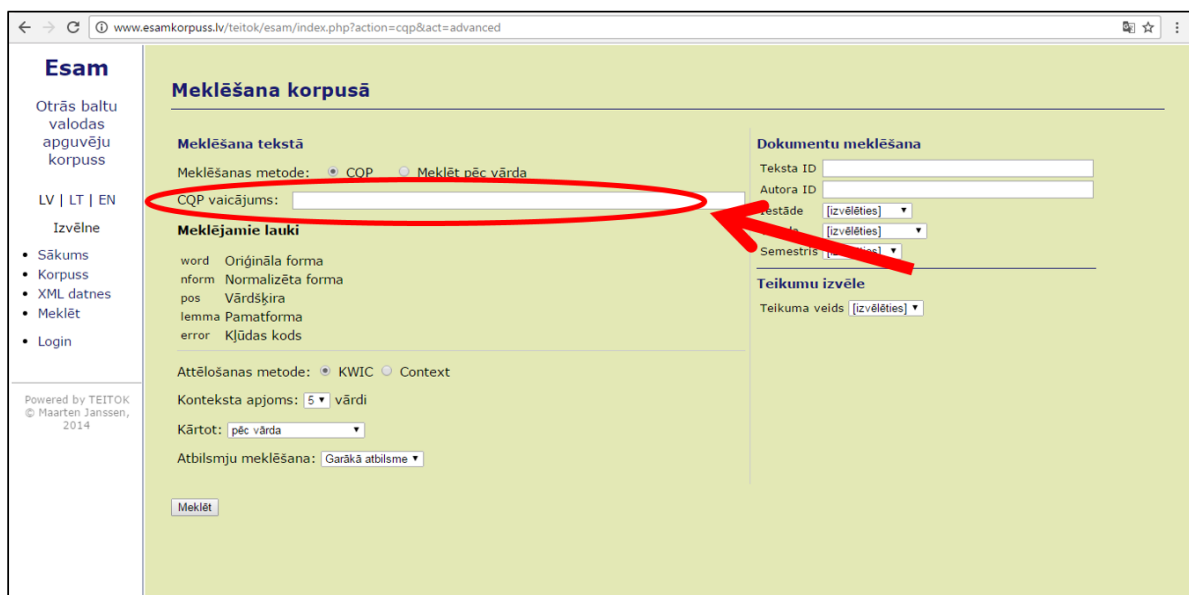 www.esamkorpuss.lv/teitok/esam/index.php?action=cqp&act=advanced
Esam
Otrās baltu
valodas
apguvēju
korpuss
LV | LT | EN
Izvēlne
• Sākums
• Korpuss
• XML datnes
• Meklēt
• Login
Powered by TEITOK
© Maarten Janssen,
2014
Meklēšana korpusā
Meklēšana tekstā
Meklēšanas metode: CQP Meklēt pēc vārda
CQP vaicājums:
Meklējamie lauki
word Oriģināla forma
nform Normalizēta forma
pos Vārdšķira
lemma Pamatforma
error Kļūdas kods
Attēlošanas metode: KWIC Context
Konteksta apjoms: 5 vārdi
Kārtot: pēc vārda
Atbilsmju meklēšana: Garākā atbilsme
Meklēt
Dokumentu meklēšana
Teksta ID
Autora ID
Iestāde [izvēlēties]
[izvēlēties]
Semestris [izvēlēties]
Teikumu izvēle
Teikuma veids [izvēlēties]